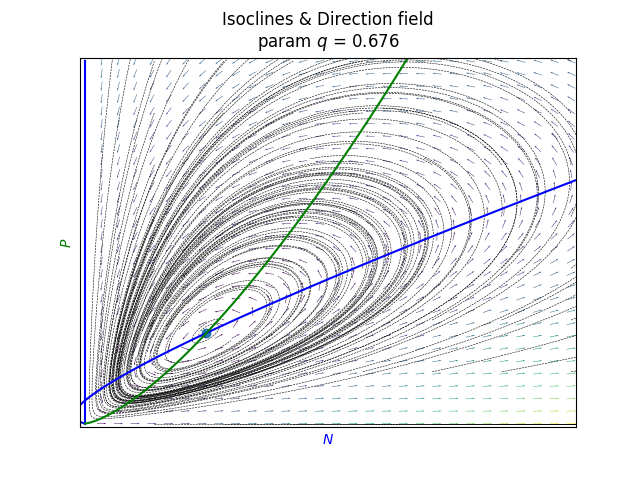 Isoclines & Direction field
param q = 0.676
P
N